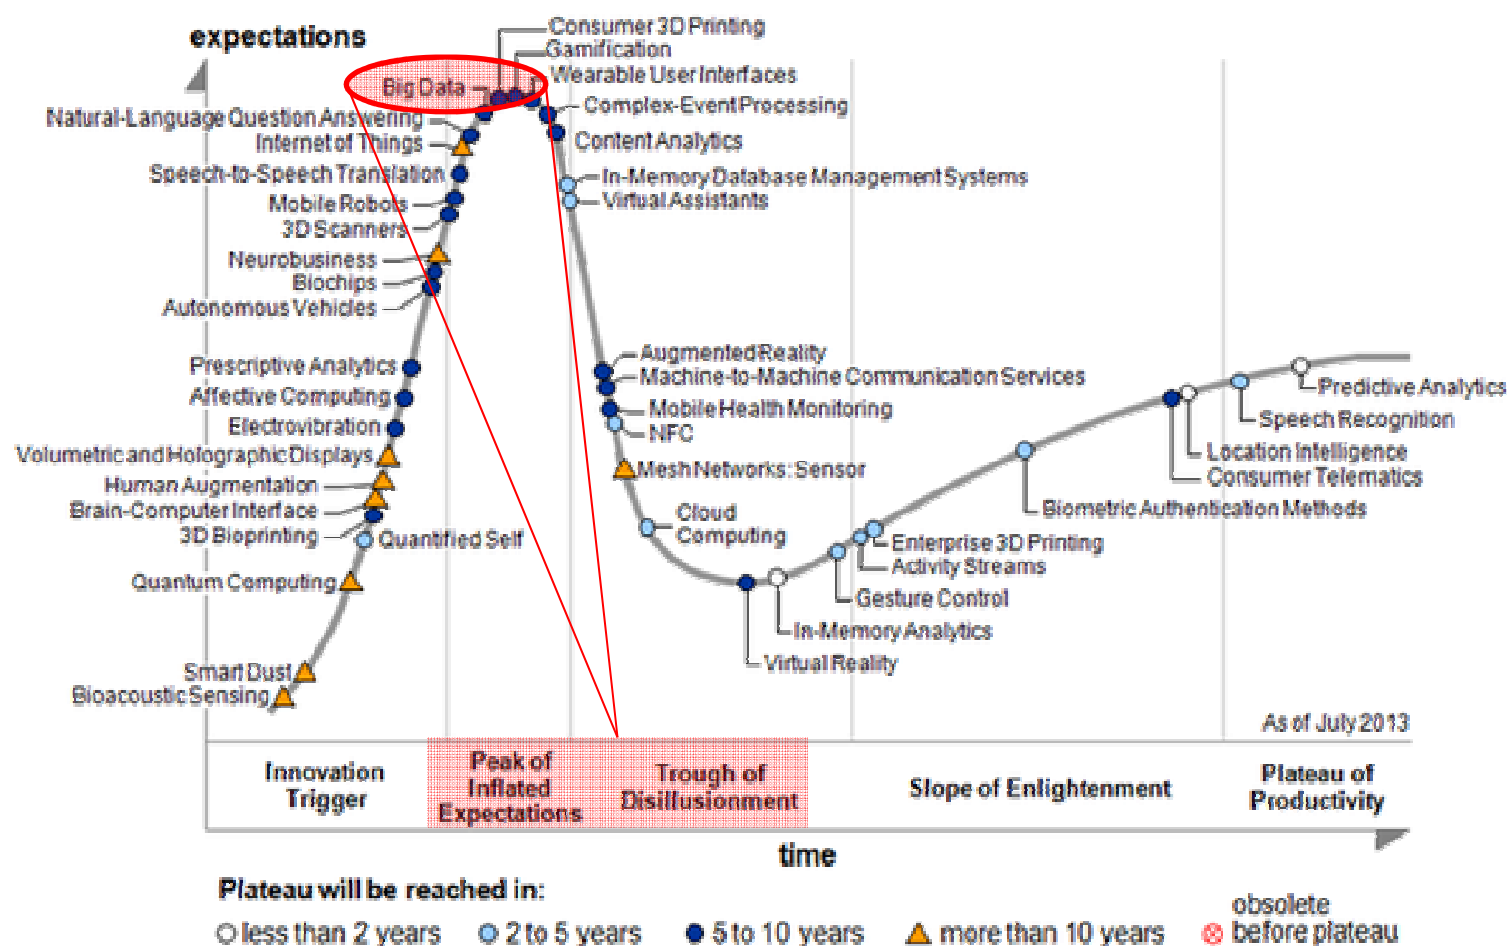 expectations
Consumer 3D Printing
Gamification
Wearable User Interfaces
Big Data
Complex-Event Processing
Natural-Language Question Answering
Internet of Things
Content Analytics
Speech-to-Speech Translation
In-Memory Database Management Systems
Mobile Robots
Virtual Assistants
3D Scanners
Neurobusiness
Biochips
Autonomous Vehicles
Prescriptive Analytics
Augmented Reality
Machine-to-Machine Communication Services
Predictive Analytics
Affective Computing
Mobile Health Monitoring
Speech Recognition
Electrovibration
NFC
Volumetric and Holographic Displays
Location Intelligence
Mesh Networks: Sensor
Consumer Telematics
Human Augmentation
Brain-Computer Interface
Biometric Authentication Methods
Cloud
Computing
3D Bioprinting
Quantified Self
Enterprise 3D Printing
Activity Streams
Quantum Computing
Gesture Control
In-Memory Analytics
Virtual Reality
Smart Dust
Bioacoustic Sensing
As of July 2013
Innovation
Trigger
Peak of
Inflated
Expectations
Trough of
Disillusionment
Slope of Enlightenment
Plateau of
Productivity
time
Plateau will be reached in:
less than 2 years
2 to 5 years
5 to 10 years
more than 10 years
obsolete
before plateau